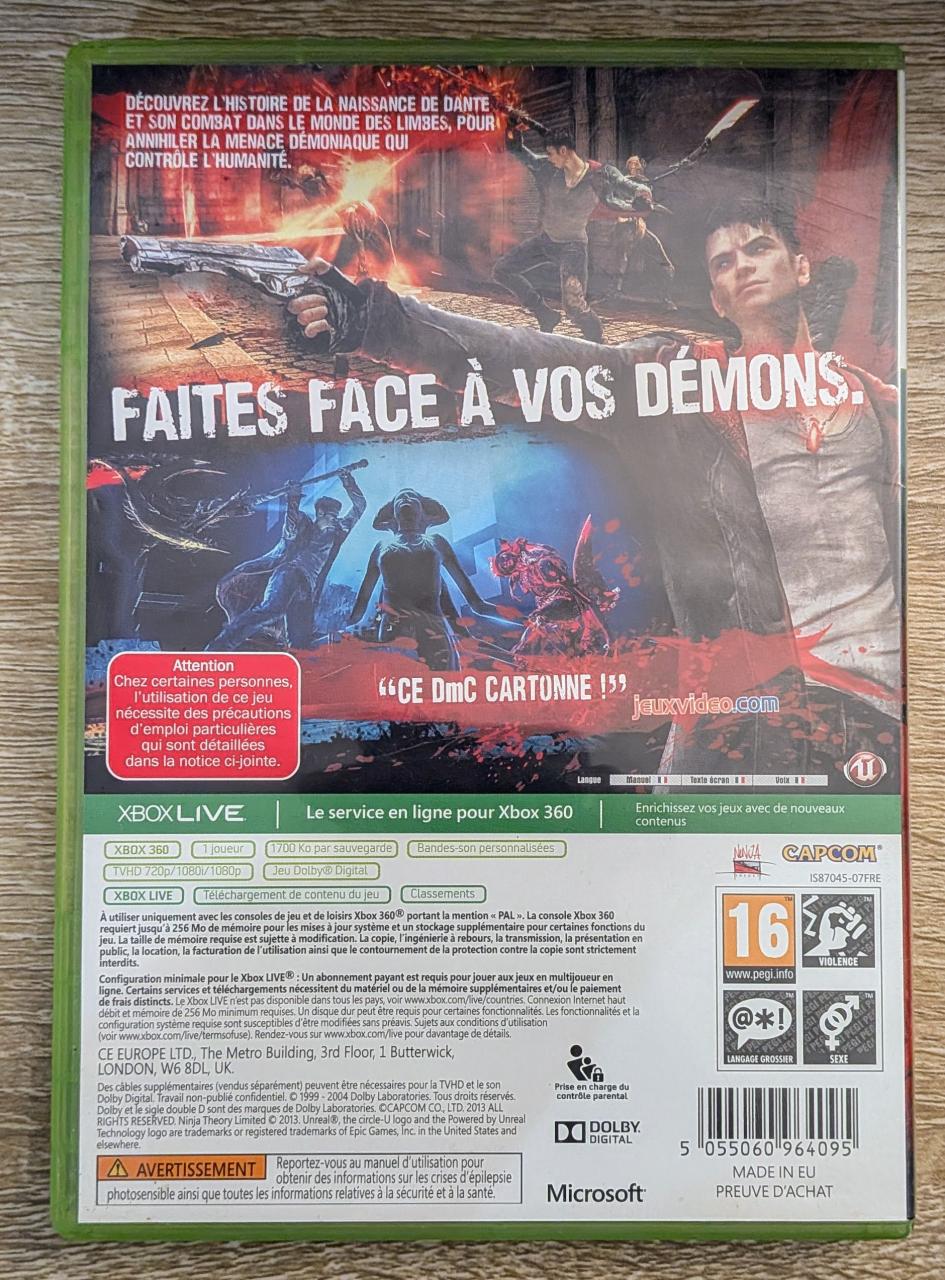 DÉCOUVREZ L'HISTOIRE DE LA NAISSANCE DE DANTE
ET SON COMBAT DANS LE MONDE DES LIMBES, POUR
ANNIHILER LA MENACE DÉMONIAQUE QUI
CONTRÔLE L'HUMANITÉ.
FAITES FACE À VOS DÉMONS.
Attention
Chez certaines personnes,
l'utilisation de ce jeu
nécessite des précautions
d'emploi particulières
qui sont détaillées
dans la notice ci-jointe.
“CE DmC CARTONNE !”
jeuxvideo.com
Langue Manuel Texte écran Voix
XBOX LIVE
Le service en ligne pour Xbox 360
Enrichissez vos jeux avec de nouveaux
contenus
XBOX 360 1 joueur 1700 Ko par sauvegarde Bandes-son personnalisées
TVHD 720p/1080i/1080p Jeu Dolby® Digital
XBOX LIVE Téléchargement de contenu du jeu Classements
À utiliser uniquement avec les consoles de jeu et de loisirs Xbox 360® portant la mention « PAL ». La console Xbox 360
requiert jusqu'à 256 Mo de mémoire pour les mises à jour système et un stockage supplémentaire pour certaines fonctions du
jeu. La taille de mémoire requise est sujette à modification. La copie, l'ingénierie à rebours, la transmission, la présentation en
public, la location, la facturation de l'utilisation ainsi que le contournement de la protection contre la copie sont strictement
interdits.
Configuration minimale pour le Xbox LIVE® : Un abonnement payant est requis pour jouer aux jeux en multijoueur en
ligne. Certains services et téléchargements nécessitent du matériel ou de la mémoire supplémentaires et/ou le paiement
de frais distincts. Le Xbox LIVE n'est pas disponible dans tous les pays, voir www.xbox.com/live/countries. Connexion Internet haut
débit et mémoire de 256 Mo minimum requises. Un disque dur peut être requis pour certaines fonctionnalités. Les fonctionnalités et la
configuration système requise sont susceptibles d'être modifiées sans préavis. Sujets aux conditions d'utilisation
(voir www.xbox.com/live/termsofuse). Rendez-vous sur www.xbox.com/live pour davantage de détails.
CE EUROPE LTD., The Metro Building, 3rd Floor, 1 Butterwick,
LONDON, W6 8DL, UK.
Des câbles supplémentaires (vendus séparément) peuvent être nécessaires pour la TVHD et le son
Dolby Digital. Travail non-publié confidentiel. © 1999 - 2004 Dolby Laboratories. Tous droits réservés.
Dolby et le sigle double D sont des marques de Dolby Laboratories. ©CAPCOM CO., LTD. 2013 ALL
RIGHTS RESERVED. Ninja Theory Limited © 2013. Unreal®, the circle-U logo and the Powered by Unreal
Technology logo are trademarks or registered trademarks of Epic Games, Inc. in the United States and
elsewhere.
AVERTISSEMENT
Reportez-vous au manuel d'utilisation pour
obtenir des informations sur les crises d'épilepsie
photosensible ainsi que toutes les informations relatives à la sécurité et à la santé.
Prise en charge du
contrôle parental
DOLBY
DIGITAL
Microsoft
NINJA
CAPCOM®
IS87045-07FRE
16
www.pegi.info
VIOLENCE
@*!
LANGAGE GROSSIER
SEXE
5 055060 964095
MADE IN EU
PREUVE D'ACHAT